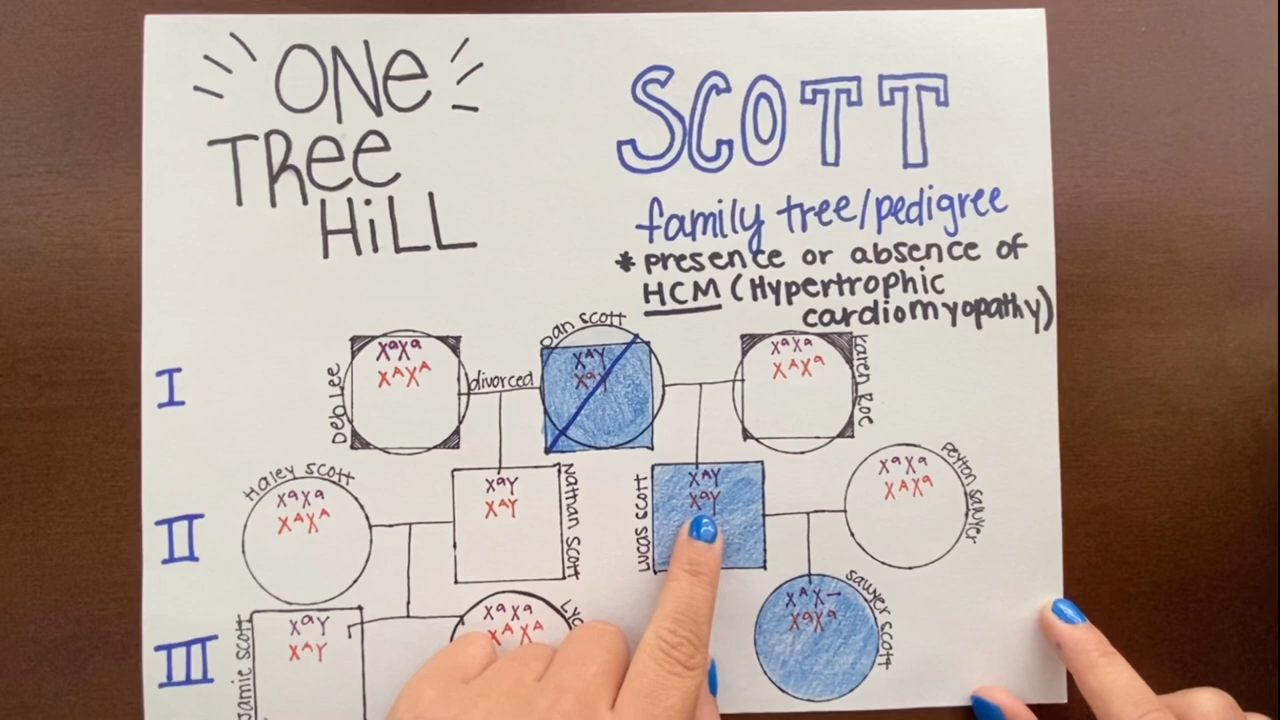 ONe
TRee
HiLL
SCOTT
family tree/pedigree
* presence or absence of
HCM (Hypertrophic
cardiomyopathy)
I
Deb Lee
XᵃXᵃ
XᴬXᴬ
divorced
Dan Scott
XᴬY
XᵃY
XᵃXᵃ
XᴬXᵃ
Karen Roe
II
Haley Scott
XᵃXᵃ
XᴬXᴬ
XᵃY
XᴬY
Nathan Scott
Lucas Scott
XᴬY
XᵃY
XᵃXᵃ
XᴬXᵃ
Peyton Sawyer
III
Jamie Scott
XᵃY
XᴬY
XᵃXᵃ
XᴬXᴬ
XᴬX–
XᵃXᵃ
Sawyer Scott